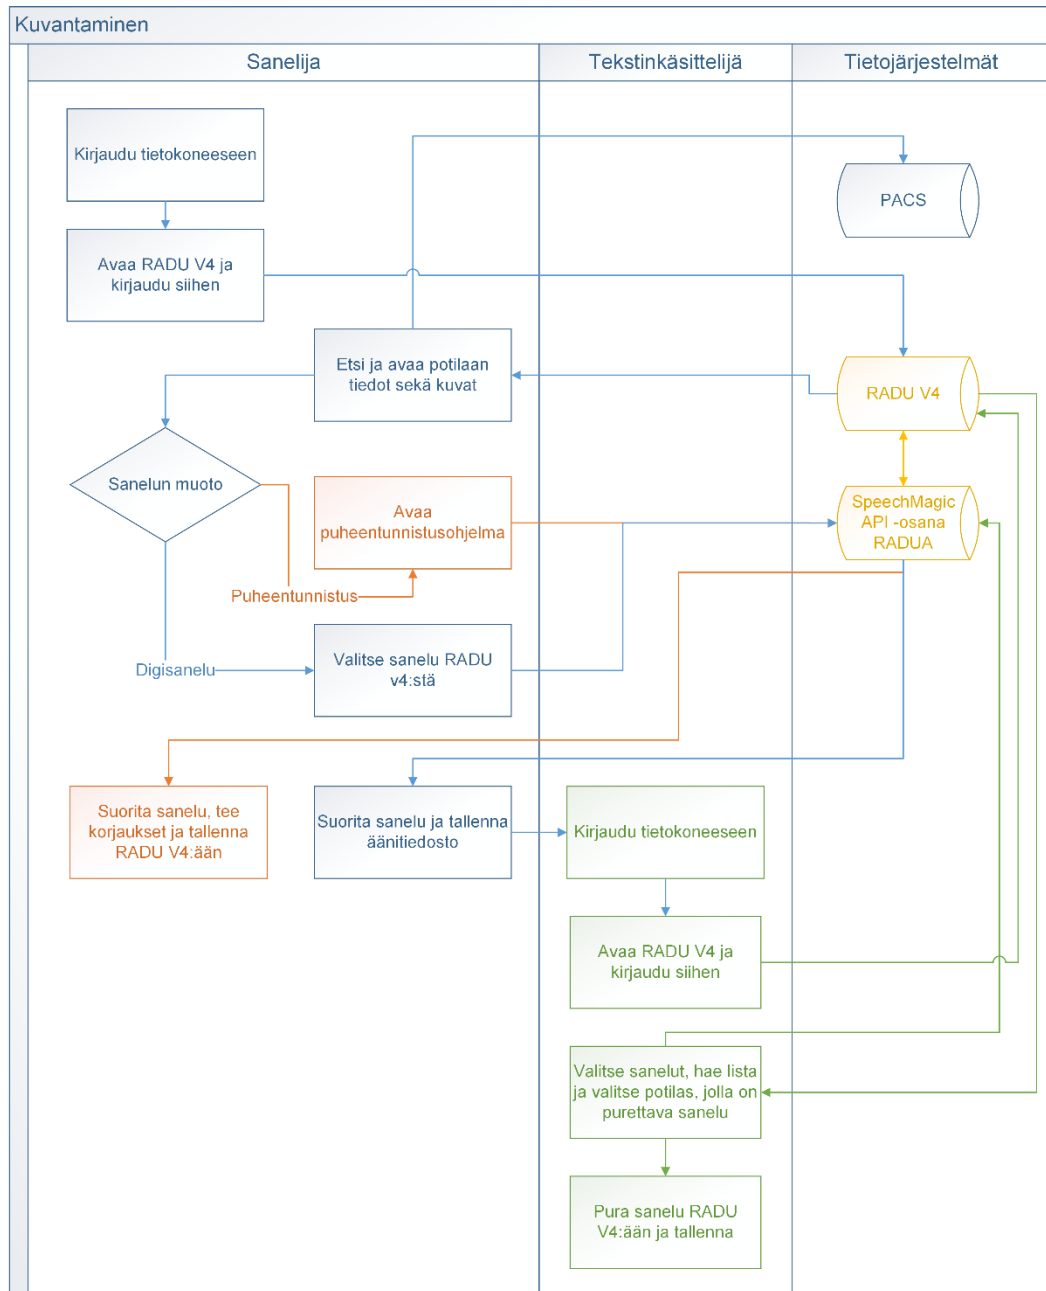 Kuvantaminen
Sanelija
Tekstinkäsittelijä
Tietojärjestelmät
Kirjaudu tietokoneeseen
PACS
Avaa RADU V4 ja
kirjaudu siihen
Etsi ja avaa potilaan
tiedot sekä kuvat
RADU V4
Sanelun muoto
Avaa
puheentunnistusohjelma
SpeechMagic
API -osana
RADUA
Puheentunnistus
Digisanelu
Valitse sanelu RADU
v4:stä
Suorita sanelu, tee
korjaukset ja tallenna
RADU V4:ään
Suorita sanelu ja tallenna
äänitiedosto
Kirjaudu tietokoneeseen
Avaa RADU V4 ja
kirjaudu siihen
Valitse sanelut, hae lista
ja valitse potilas, jolla on
purettava sanelu
Pura sanelu RADU
V4:ään ja tallenna